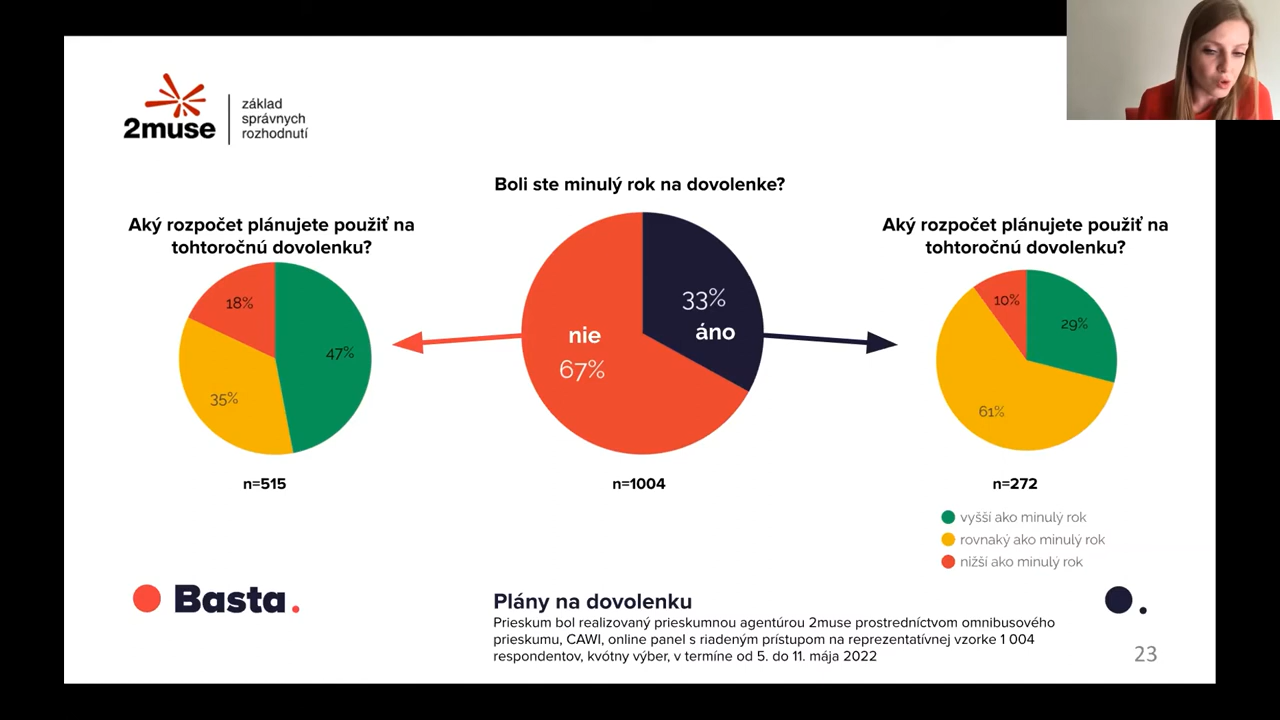 2muse
základ
správnych
rozhodnutí
Boli ste minulý rok na dovolenke?
Aký rozpočet plánujete použiť na
tohtoročnú dovolenku?
18%
47%
35%
n=515
33%
áno
nie
67%
n=1004
Aký rozpočet plánujete použiť na
tohtoročnú dovolenku?
10%
29%
61%
n=272
vyšší ako minulý rok
rovnaký ako minulý rok
nižší ako minulý rok
Basta.
Plány na dovolenku
Prieskum bol realizovaný prieskumnou agentúrou 2muse prostredníctvom omnibusového
prieskumu, CAWI, online panel s riadeným prístupom na reprezentatívnej vzorke 1 004
respondentov, kvótny výber, v termíne od 5. do 11. mája 2022
23